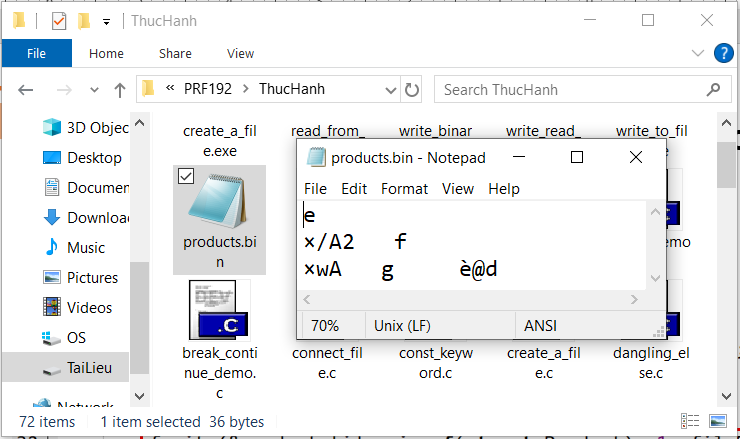 ThucHanh
File Home Share View
PRF192 ThucHanh Search ThucHanh
3D Objec
Desktop
Documen
Downloa
Music
Pictures
Videos
OS
TaiLieu
Network
create_a_fil
e.exe
read_from_
write_binar
write_read_
write_to_fil
e
products.bi
n
products.bin - Notepad
File Edit Format View Help
e
×/A2 f
×wA g è@d
70% Unix (LF) ANSI
emo
break_conti
nue_demo.
c
connect_fil
e.c
const_keyw
ord.c
create_a_fi
le.c
dangling_el
se.c
72 items 1 item selected 36 bytes